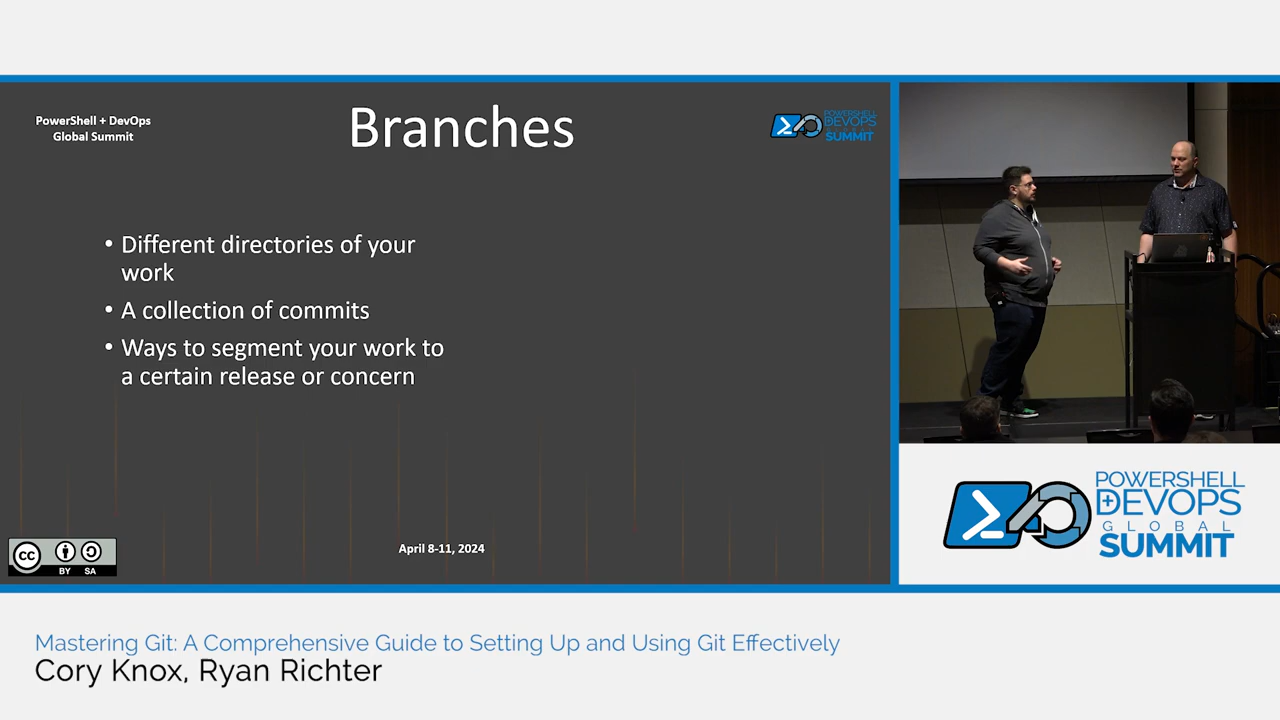 PowerShell + DevOps
Global Summit
Branches
POWERSHELL
DEVOPS
GLOBAL
SUMMIT
• Different directories of your
work
• A collection of commits
• Ways to segment your work to
a certain release or concern
April 8-11, 2024
cc
BY SA
POWERSHELL
DEVOPS
GLOBAL
SUMMIT
Mastering Git: A Comprehensive Guide to Setting Up and Using Git Effectively
Cory Knox, Ryan Richter